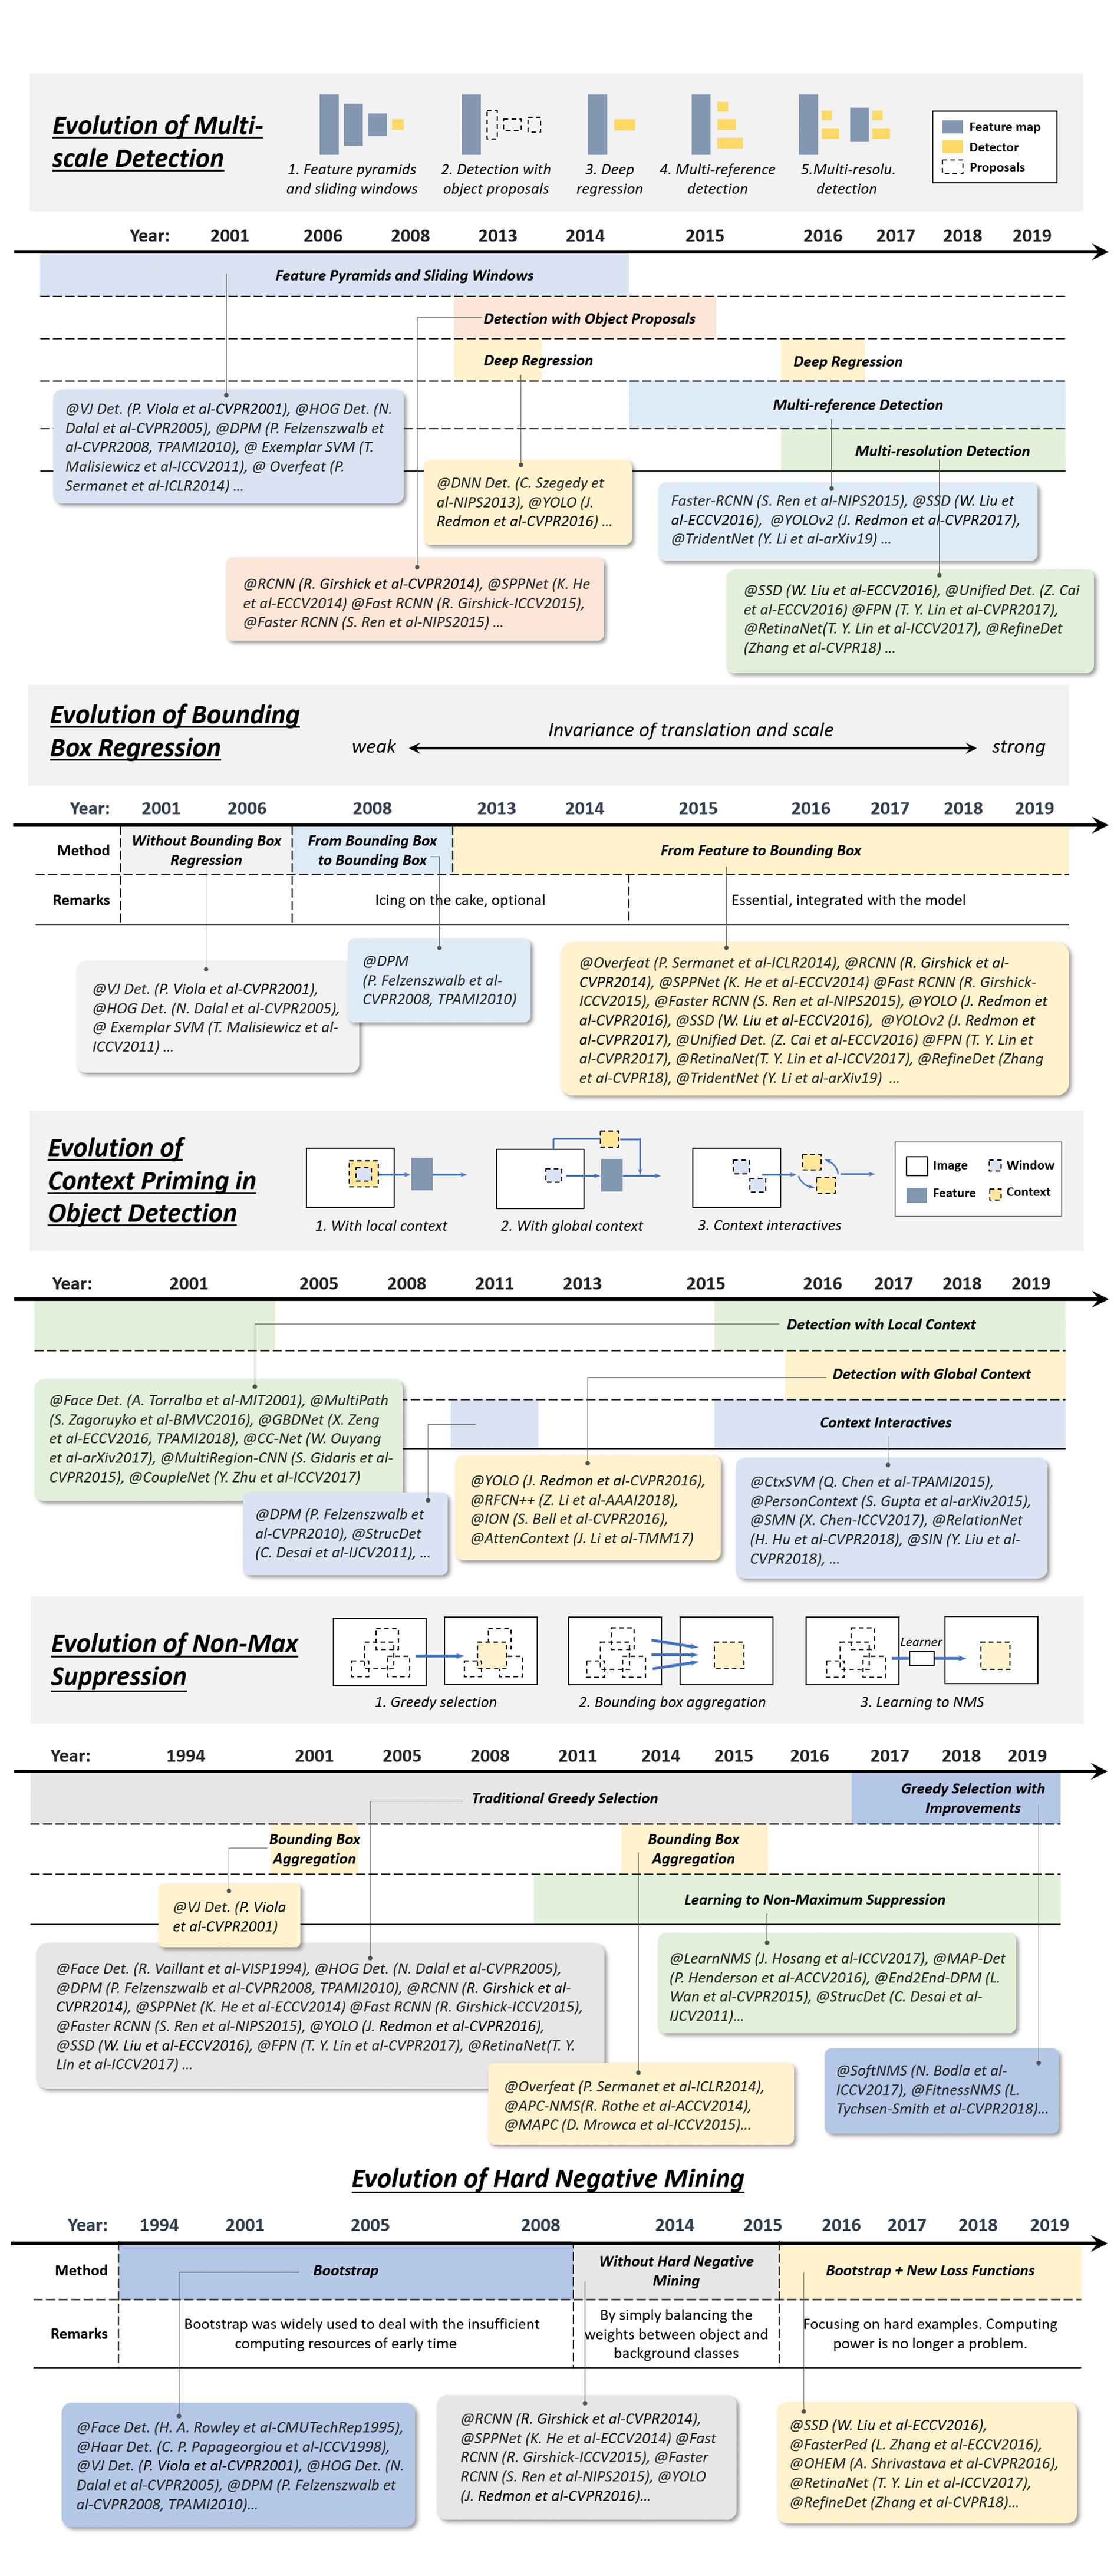 Evolution of Multi-
scale Detection
1. Feature pyramids
and sliding windows
2. Detection with
object proposals
3. Deep
regression
4. Multi-reference
detection
5.Multi-resolu.
detection
Feature map
Detector
Proposals
Year: 2001 2006 2008 2013 2014 2015 2016 2017 2018 2019
Feature Pyramids and Sliding Windows
Detection with Object Proposals
Deep Regression
Deep Regression
Multi-reference Detection
Multi-resolution Detection
@VJ Det. (P. Viola et al-CVPR2001), @HOG Det. (N.
Dalal et al-CVPR2005), @DPM (P. Felzenszwalb et
al-CVPR2008, TPAMI2010), @ Exemplar SVM (T.
Malisiewicz et al-ICCV2011), @ Overfeat (P.
Sermanet et al-ICLR2014) ...
@DNN Det. (C. Szegedy et
al-NIPS2013), @YOLO (J.
Redmon et al-CVPR2016) ...
Faster-RCNN (S. Ren et al-NIPS2015), @SSD (W. Liu et
al-ECCV2016), @YOLOv2 (J. Redmon et al-CVPR2017),
@TridentNet (Y. Li et al-arXiv19) ...
@RCNN (R. Girshick et al-CVPR2014), @SPPNet (K. He
et al-ECCV2014) @Fast RCNN (R. Girshick-ICCV2015),
@Faster RCNN (S. Ren et al-NIPS2015) ...
@SSD (W. Liu et al-ECCV2016), @Unified Det. (Z. Cai
et al-ECCV2016) @FPN (T. Y. Lin et al-CVPR2017),
@RetinaNet(T. Y. Lin et al-ICCV2017), @RefineDet
(Zhang et al-CVPR18) ...
Evolution of Bounding
Box Regression
Invariance of translation and scale
weak
strong
Year: 2001 2006 2008 2013 2014 2015 2016 2017 2018 2019
Method
Without Bounding Box
Regression
From Bounding Box
to Bounding Box
From Feature to Bounding Box
Remarks
Icing on the cake, optional
Essential, integrated with the model
@VJ Det. (P. Viola et al-CVPR2001),
@HOG Det. (N. Dalal et al-CVPR2005),
@ Exemplar SVM (T. Malisiewicz et al-
ICCV2011) ...
@DPM
(P. Felzenszwalb et al-
CVPR2008, TPAMI2010)
@Overfeat (P. Sermanet et al-ICLR2014), @RCNN (R. Girshick et al-
CVPR2014), @SPPNet (K. He et al-ECCV2014) @Fast RCNN (R. Girshick-
ICCV2015), @Faster RCNN (S. Ren et al-NIPS2015), @YOLO (J. Redmon et
al-CVPR2016), @SSD (W. Liu et al-ECCV2016), @YOLOv2 (J. Redmon et
al-CVPR2017), @Unified Det. (Z. Cai et al-ECCV2016) @FPN (T. Y. Lin et
al-CVPR2017), @RetinaNet(T. Y. Lin et al-ICCV2017), @RefineDet (Zhang
et al-CVPR18), @TridentNet (Y. Li et al-arXiv19) ...
Evolution of
Context Priming in
Object Detection
1. With local context
2. With global context
3. Context interactives
Image
Window
Feature
Context
Year: 2001 2005 2008 2011 2013 2015 2016 2017 2018 2019
Detection with Local Context
Detection with Global Context
Context Interactives
@Face Det. (A. Torralba et al-MIT2001), @MultiPath
(S. Zagoruyko et al-BMVC2016), @GBDNet (X. Zeng
et al-ECCV2016, TPAMI2018), @CC-Net (W. Ouyang
et al-arXiv2017), @MultiRegion-CNN (S. Gidaris et al-
CVPR2015), @CoupleNet (Y. Zhu et al-ICCV2017)
@DPM (P. Felzenszwalb et
al-CVPR2010), @StrucDet
(C. Desai et al-IJCV2011), ...
@YOLO (J. Redmon et al-CVPR2016),
@RFCN++ (Z. Li et al-AAAI2018),
@ION (S. Bell et al-CVPR2016),
@AttenContext (J. Li et al-TMM17)
@CtxSVM (Q. Chen et al-TPAMI2015),
@PersonContext (S. Gupta et al-arXiv2015),
@SMN (X. Chen-ICCV2017), @RelationNet
(H. Hu et al-CVPR2018), @SIN (Y. Liu et al-
CVPR2018), ...
Evolution of Non-Max
Suppression
Learner
1. Greedy selection
2. Bounding box aggregation
3. Learning to NMS
Year: 1994 2001 2005 2008 2011 2014 2015 2016 2017 2018 2019
Traditional Greedy Selection
Greedy Selection with
Improvements
Bounding Box
Aggregation
Bounding Box
Aggregation
Learning to Non-Maximum Suppression
@VJ Det. (P. Viola
et al-CVPR2001)
@Face Det. (R. Vaillant et al-VISP1994), @HOG Det. (N. Dalal et al-CVPR2005),
@DPM (P. Felzenszwalb et al-CVPR2008, TPAMI2010), @RCNN (R. Girshick et al-
CVPR2014), @SPPNet (K. He et al-ECCV2014) @Fast RCNN (R. Girshick-ICCV2015),
@Faster RCNN (S. Ren et al-NIPS2015), @YOLO (J. Redmon et al-CVPR2016),
@SSD (W. Liu et al-ECCV2016), @FPN (T. Y. Lin et al-CVPR2017), @RetinaNet(T. Y.
Lin et al-ICCV2017) ...
@LearnNMS (J. Hosang et al-ICCV2017), @MAP-Det
(P. Henderson et al-ACCV2016), @End2End-DPM (L.
Wan et al-CVPR2015), @StrucDet (C. Desai et al-
IJCV2011)...
@Overfeat (P. Sermanet et al-ICLR2014),
@APC-NMS(R. Rothe et al-ACCV2014),
@MAPC (D. Mrowca et al-ICCV2015)...
@SoftNMS (N. Bodla et al-
ICCV2017), @FitnessNMS (L.
Tychsen-Smith et al-CVPR2018)...
Evolution of Hard Negative Mining
Year: 1994 2001 2005 2008 2014 2015 2016 2017 2018 2019
Method
Bootstrap
Without Hard Negative
Mining
Bootstrap + New Loss Functions
Remarks
Bootstrap was widely used to deal with the insufficient
computing resources of early time
By simply balancing the
weights between object and
background classes
Focusing on hard examples. Computing
power is no longer a problem.
@Face Det. (H. A. Rowley et al-CMUTechRep1995),
@Haar Det. (C. P. Papageorgiou et al-ICCV1998),
@VJ Det. (P. Viola et al-CVPR2001), @HOG Det. (N.
Dalal et al-CVPR2005), @DPM (P. Felzenszwalb et
al-CVPR2008, TPAMI2010)...
@RCNN (R. Girshick et al-CVPR2014),
@SPPNet (K. He et al-ECCV2014) @Fast
RCNN (R. Girshick-ICCV2015), @Faster
RCNN (S. Ren et al-NIPS2015), @YOLO
(J. Redmon et al-CVPR2016)...
@SSD (W. Liu et al-ECCV2016),
@FasterPed (L. Zhang et al-ECCV2016),
@OHEM (A. Shrivastava et al-CVPR2016),
@RetinaNet (T. Y. Lin et al-ICCV2017),
@RefineDet (Zhang et al-CVPR18)...